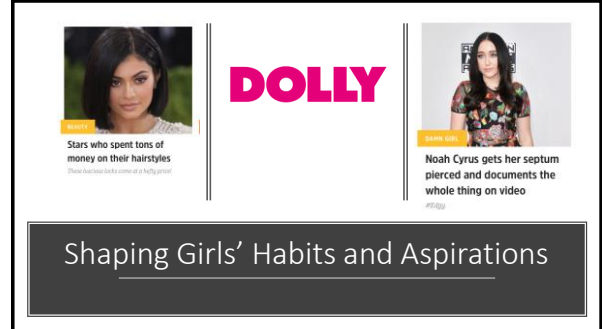 BEAUTY
Stars who spent tons of
money on their hairstyles
These luscious locks come at a hefty price!
DOLLY
DAMN GIRL
Noah Cyrus gets her septum
pierced and documents the
whole thing on video
#Edgy.
Shaping Girls’ Habits and Aspirations